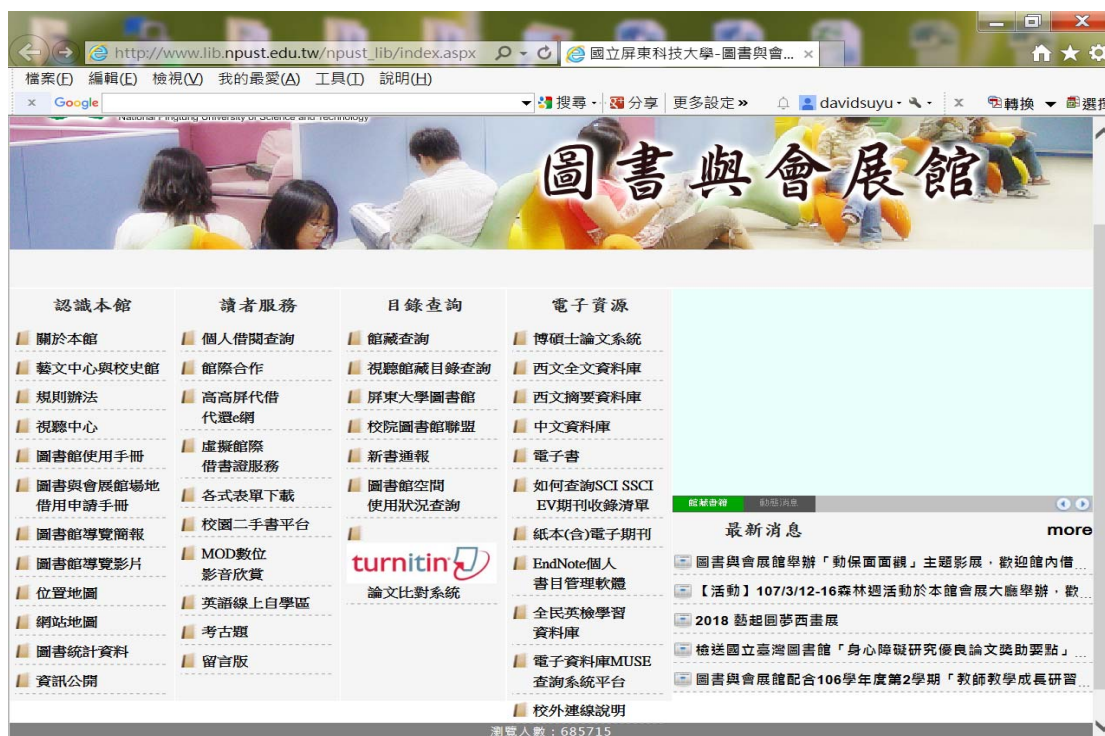 http://www.lib.npust.edu.tw/npust_lib/index.aspx
國立屏東科技大學-圖書與會...
檔案(F) 編輯(E) 檢視(V) 我的最愛(A) 工具(T) 說明(H)
Google
搜尋 分享 更多設定 »
davidsuyu
轉換
National Pingtung University of Science and Technology
圖書與會展館
認識本館
關於本館
藝文中心與校史館
規則辦法
視聽中心
圖書館使用手冊
圖書與會展館場地
借用申請手冊
圖書館導覽簡報
圖書館導覽影片
位置地圖
網站地圖
圖書統計資料
資訊公開
讀者服務
個人借閱查詢
館際合作
高高屏代借
代還e網
虛擬館際
借書證服務
各式表單下載
校園二手書平台
MOD數位
影音欣賞
英語線上自學區
考古題
留言版
目錄查詢
館藏查詢
視聽館藏目錄查詢
屏東大學圖書館
校院圖書館聯盟
新書通報
圖書館空間
使用狀況查詢
turnitin
論文比對系統
電子資源
博碩士論文系統
西文全文資料庫
西文摘要資料庫
中文資料庫
電子書
如何查詢SCI SSCI
EV期刊收錄清單
紙本(含)電子期刊
EndNote個人
書目管理軟體
全民英檢學習
資料庫
電子資料庫MUSE
查詢系統平台
校外連線說明
館藏書籍 動態消息
最新消息 more
圖書與會展館舉辦「動保面面觀」主題影展，歡迎館內借...
【活動】107/3/12-16森林週活動於本館會展大廳舉辦，歡...
2018 藝起圓夢西畫展
檢送國立臺灣圖書館「身心障礙研究優良論文獎助要點」...
圖書與會展館配合106學年度第2學期「教師教學成長研習...
瀏覽人數：685715